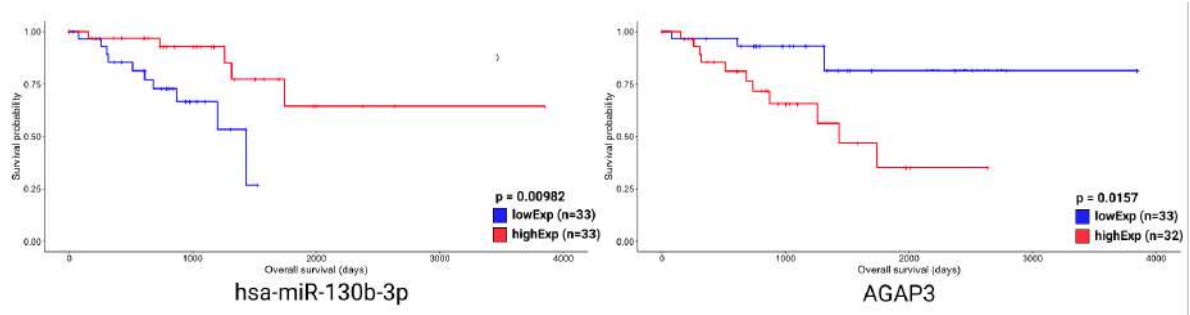 1.00
0.75
0.50
0.25
0.00
Survival probability
p = 0.00982
lowExp (n=33)
highExp (n=33)
0
1000
2000
3000
4000
Overall survival (days)
hsa-miR-130b-3p
1.00
0.75
0.50
0.25
0.00
Survival probability
p = 0.0157
lowExp (n=33)
highExp (n=32)
0
1000
2000
3000
4000
Overall survival (days)
AGAP3